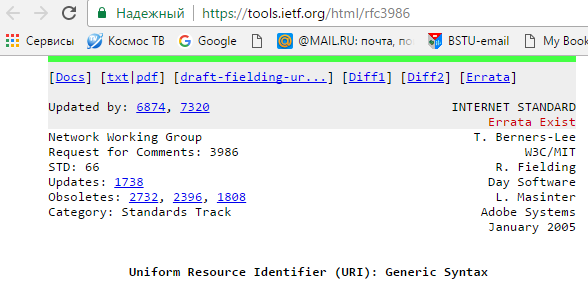 Надежный https://tools.ietf.org/html/rfc3986
Сервисы Космос ТВ Google @MAIL.RU: почта, по BSTU-email My Book
[Docs] [txt|pdf] [draft-fielding-ur...] [Diff1] [Diff2] [Errata]
Updated by: 6874, 7320 INTERNET STANDARD
Errata Exist
Network Working Group T. Berners-Lee
Request for Comments: 3986 W3C/MIT
STD: 66 R. Fielding
Updates: 1738 Day Software
Obsoletes: 2732, 2396, 1808 L. Masinter
Category: Standards Track Adobe Systems
January 2005
Uniform Resource Identifier (URI): Generic Syntax